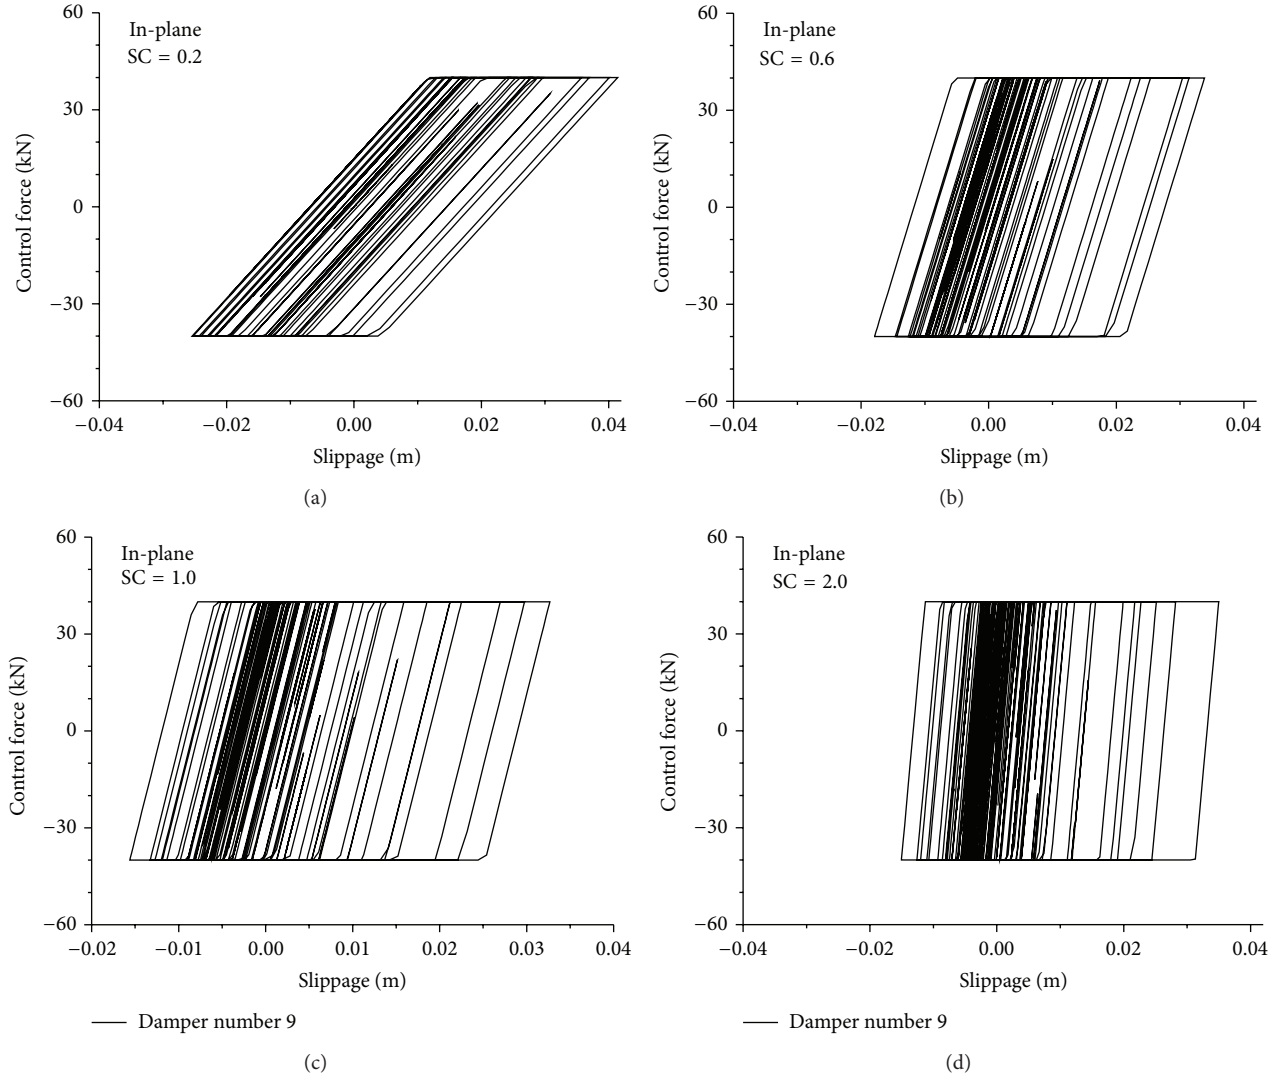 In-plane
SC = 0.2
60
30
0
−30
−60
Control force (kN)
−0.04
−0.02
0.00
0.02
0.04
Slippage (m)
(a)
In-plane
SC = 0.6
60
30
0
−30
−60
Control force (kN)
−0.04
−0.02
0.00
0.02
0.04
Slippage (m)
(b)
In-plane
SC = 1.0
60
30
0
−30
−60
Control force (kN)
−0.02
−0.01
0.00
0.01
0.02
0.03
0.04
Slippage (m)
Damper number 9
(c)
In-plane
SC = 2.0
60
30
0
−30
−60
Control force (kN)
−0.04
−0.02
0.00
0.02
0.04
Slippage (m)
Damper number 9
(d)